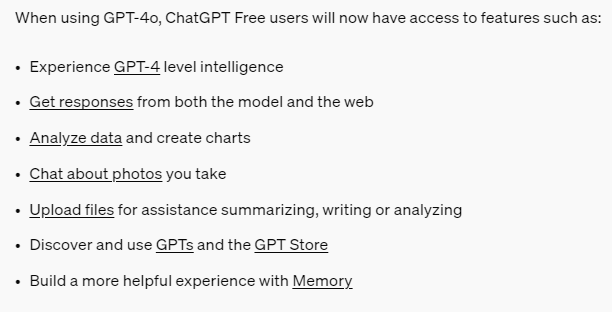 When using GPT-4o, ChatGPT Free users will now have access to features such as:
• Experience GPT-4 level intelligence
• Get responses from both the model and the web
• Analyze data and create charts
• Chat about photos you take
• Upload files for assistance summarizing, writing or analyzing
• Discover and use GPTs and the GPT Store
• Build a more helpful experience with Memory